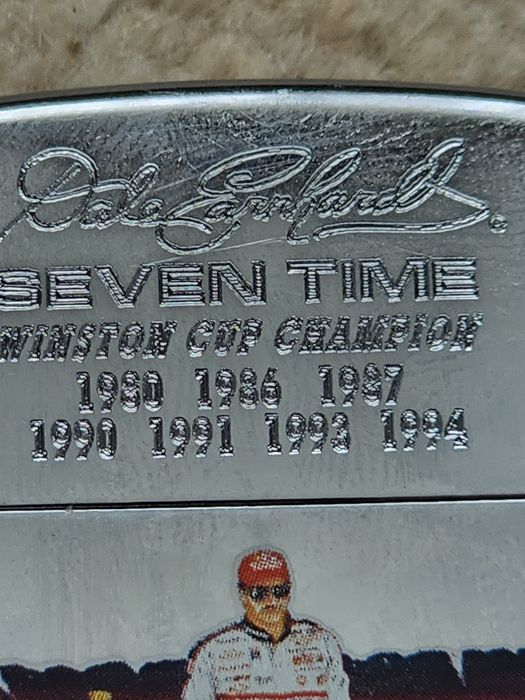 Dale Earnhardt.
SEVEN TIME
WINSTON CUP CHAMPION
1980 1986 1987
1990 1991 1993 1994